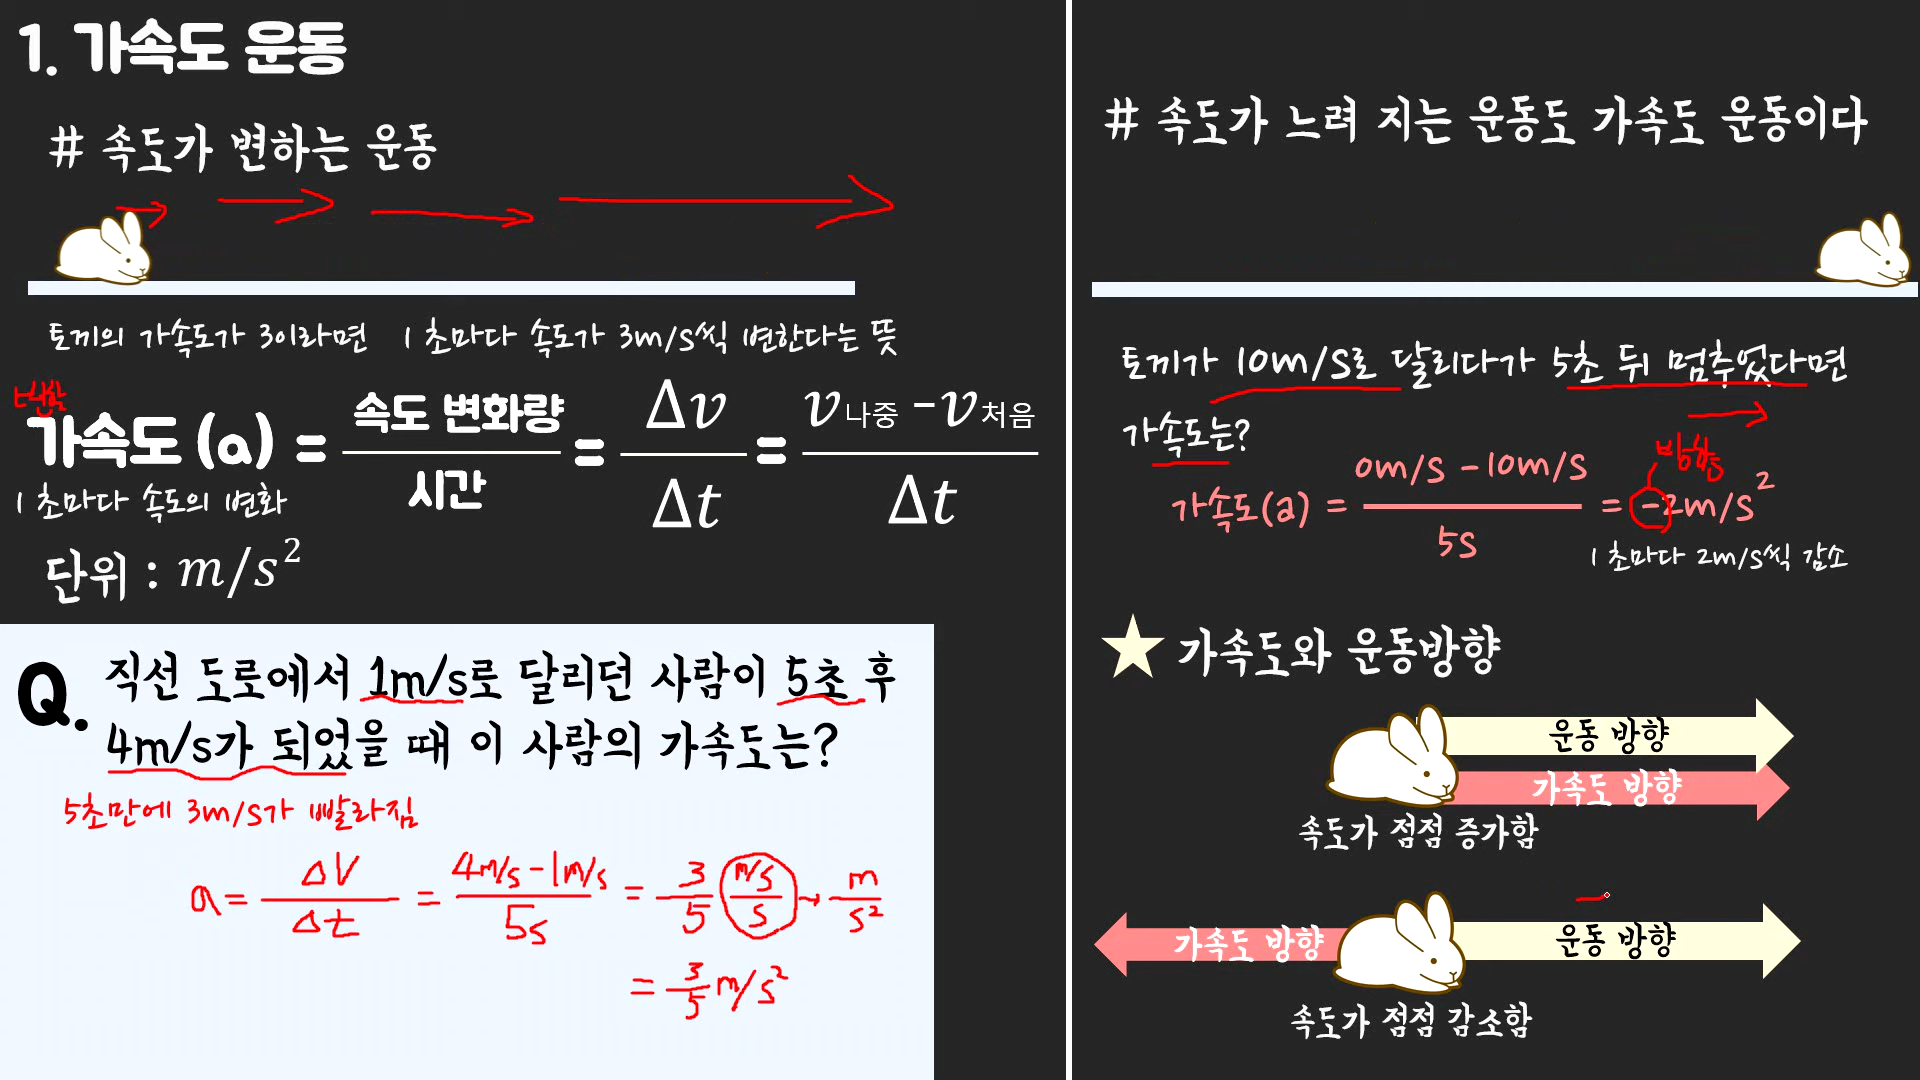 1. 가속도 운동
# 속도가 변하는 운동
토끼의 가속도가 3이라면 1초마다 속도가 3m/s씩 변한다는 뜻
변화
가속도 (a) = 속도 변화량 / 시간 = Δv / Δt = v나중 - v처음 / Δt
1초마다 속도의 변화
단위 : m/s²
Q. 직선 도로에서 1m/s로 달리던 사람이 5초 후
4m/s가 되었을 때 이 사람의 가속도는?
5초만에 3m/s가 빨라짐
a = ΔV / Δt = 4m/s - 1m/s / 5s = 3/5 m/s / s → m / s²
= 3/5 m/s²
# 속도가 느려 지는 운동도 가속도 운동이다
토끼가 10m/s로 달리다가 5초 뒤 멈추었다면
가속도는?
방향
가속도(a) = 0m/s - 10m/s / 5s = -2m/s²
1초마다 2m/s씩 감소
★ 가속도와 운동방향
운동 방향
가속도 방향
속도가 점점 증가함
가속도 방향 운동 방향
속도가 점점 감소함